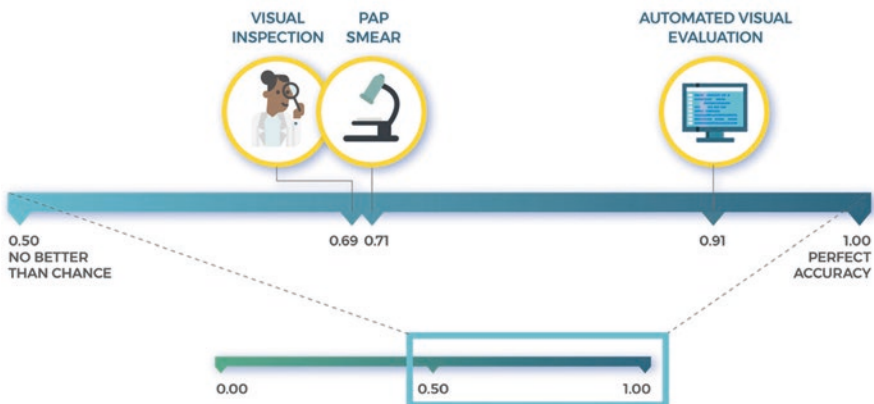 VISUAL
INSPECTION
PAP
SMEAR
AUTOMATED VISUAL
EVALUATION
0.50
NO BETTER
THAN CHANCE
0.69
0.71
0.91
1.00
PERFECT
ACCURACY
0.00
0.50
1.00